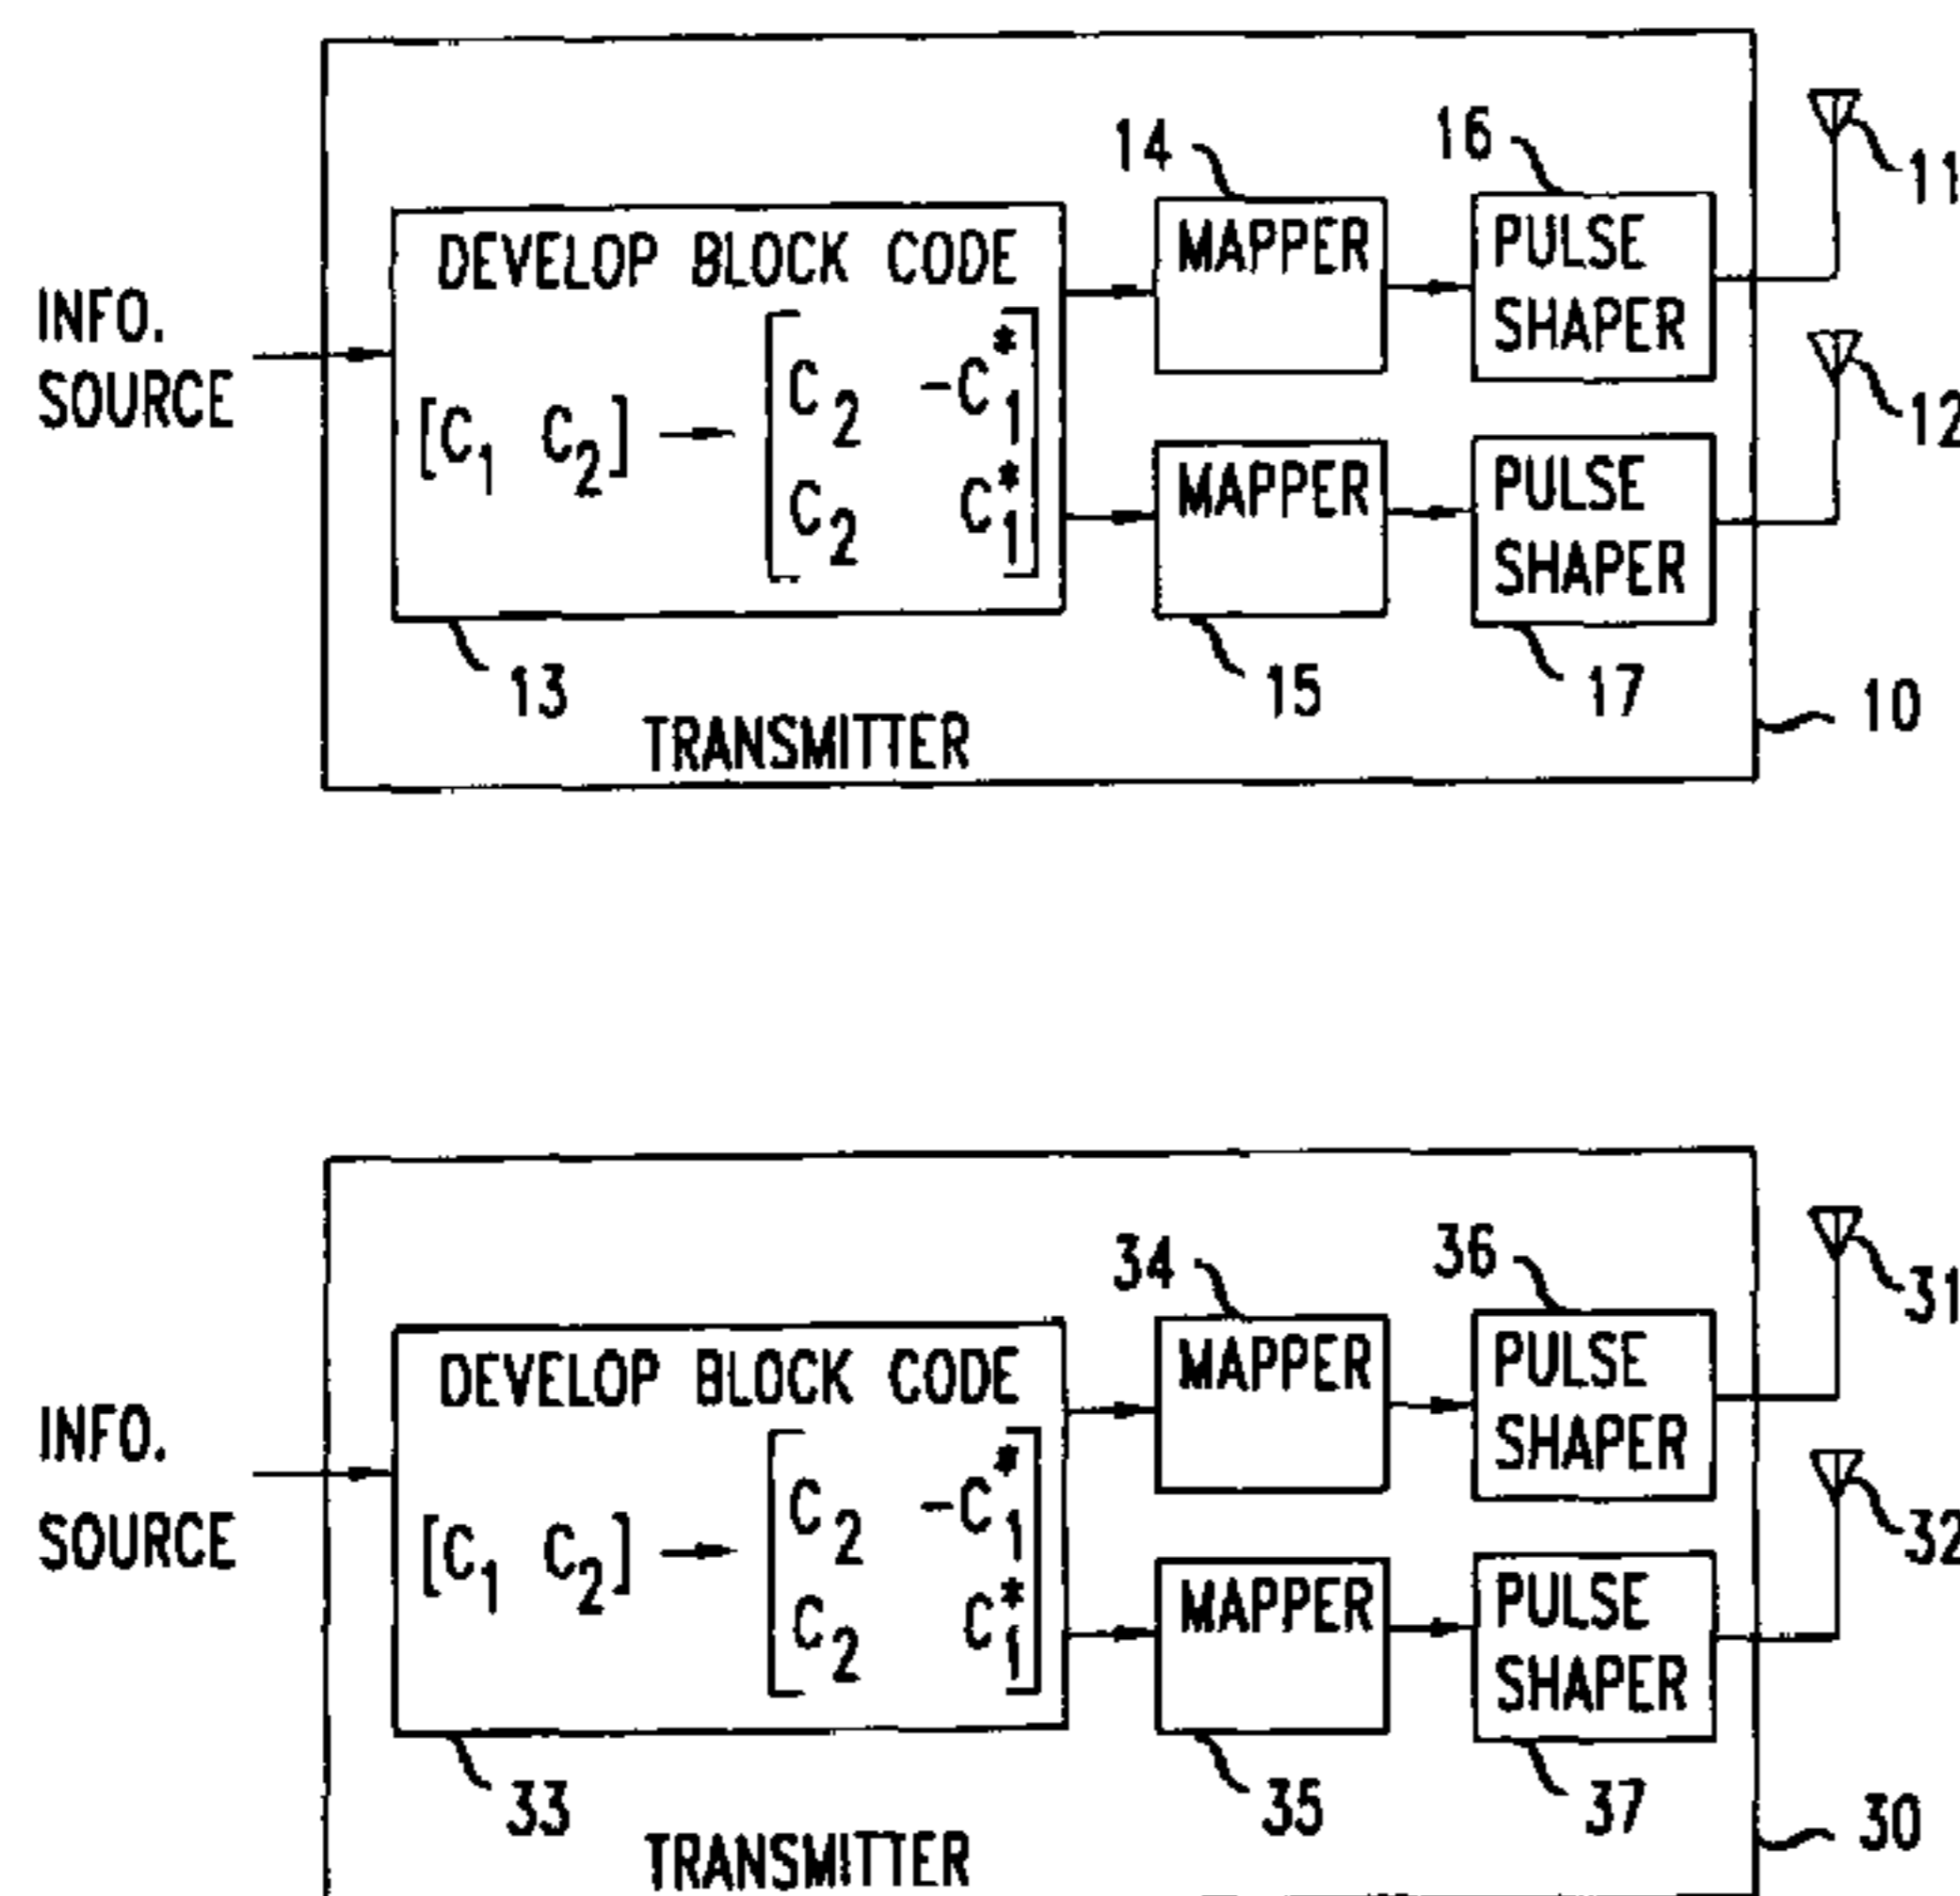 14
16
11
DEVELOP BLOCK CODE
MAPPER
PULSE
SHAPER
INFO.
SOURCE
[C1 C2] → [C2 -C1*
C2 C1*]
12
MAPPER
PULSE
SHAPER
13
15
17
10
TRANSMITTER
34
36
31
DEVELOP BLOCK CODE
MAPPER
PULSE
SHAPER
INFO.
SOURCE
[C1 C2] → [C2 -C1*
C2 C1*]
32
MAPPER
PULSE
SHAPER
33
35
37
30
TRANSMITTER